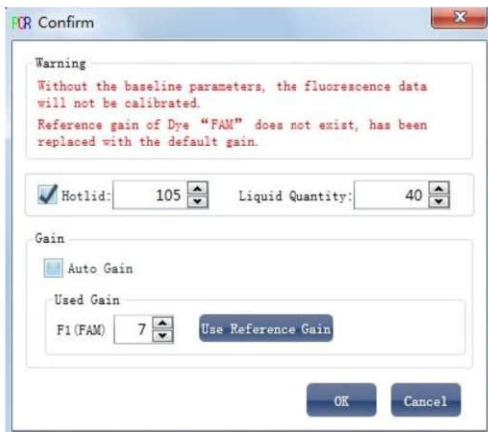 PCR Confirm
X
Warning
Without the baseline parameters, the fluorescence data
will not be calibrated.
Reference gain of Dye “FAM” does not exist, has been
replaced with the default gain.
Hotlid: 105 Liquid Quantity: 40
Gain
Auto Gain
Used Gain
F1(FAM) 7 Use Reference Gain
OK Cancel